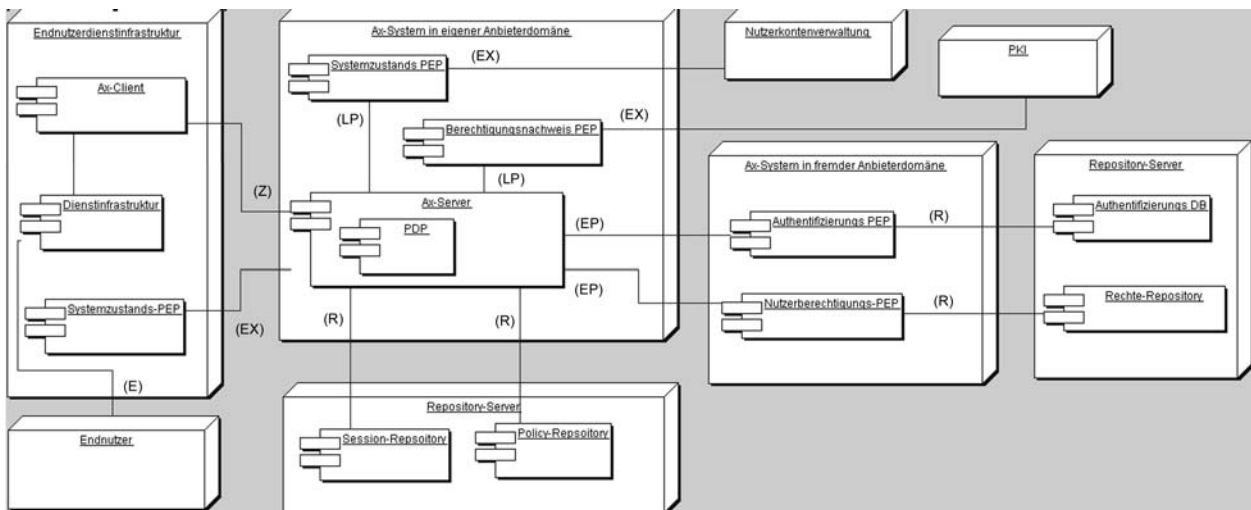 Endnutzerdienstinfrastruktur
Ax-Client
Dienstinfrastruktur
Systemzustands-PEP
(Z)
(EX)
(E)
Endnutzer
Ax-System in eigener Anbieterdomäne
Systemzustands PEP
(EX)
(LP)
Berechtigungsnachweis PEP
(EX)
(LP)
Ax-Server
PDP
(EP)
(EP)
(R)
(R)
Repository-Server
Session-Repsoitory
Policy-Repsoitory
Nutzerkontenverwaltung
PKI
Ax-System in fremder Anbieterdomäne
Authentifizierungs PEP
(R)
Nutzerberechtigungs-PEP
(R)
Repository-Server
Authentifizierungs DB
Rechte-Repository